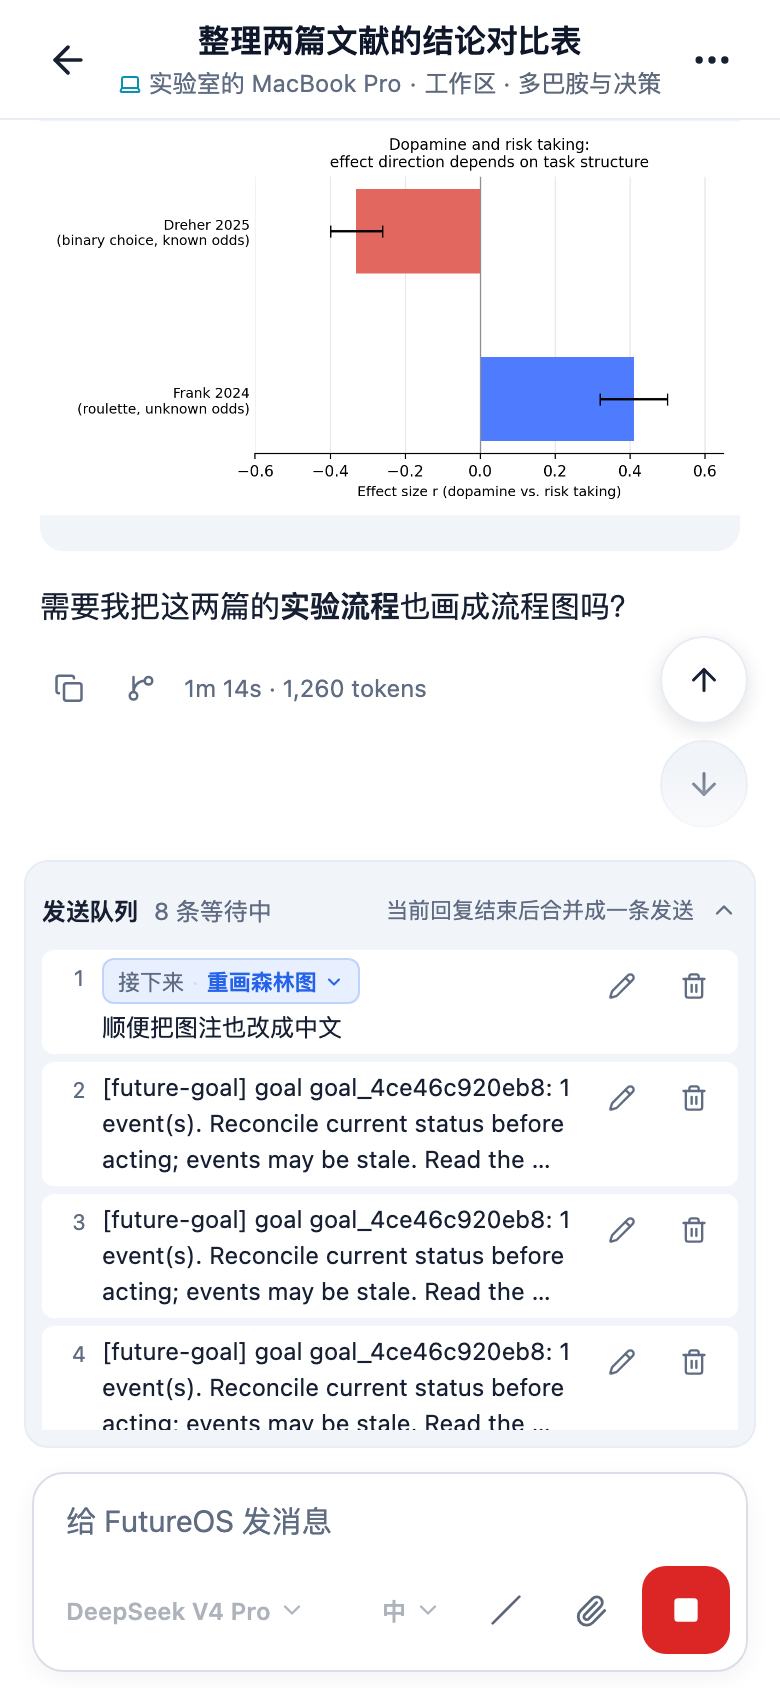 整理两篇文献的结论对比表
实验室的 MacBook Pro · 工作区 · 多巴胺与决策
Dopamine and risk taking:
effect direction depends on task structure
Dreher 2025
(binary choice, known odds)
Frank 2024
(roulette, unknown odds)
−0.6 −0.4 −0.2 0.0 0.2 0.4 0.6
Effect size r (dopamine vs. risk taking)
需要我把这两篇的实验流程也画成流程图吗?
1m 14s · 1,260 tokens
发送队列 8 条等待中 当前回复结束后合并成一条发送
1 接下来 · 重画森林图
顺便把图注也改成中文
2 [future-goal] goal goal_4ce46c920eb8: 1
event(s). Reconcile current status before
acting; events may be stale. Read the ...
3 [future-goal] goal goal_4ce46c920eb8: 1
event(s). Reconcile current status before
acting; events may be stale. Read the ...
4 [future-goal] goal goal_4ce46c920eb8: 1
event(s). Reconcile current status before
acting; events may be stale. Read the ...
给 FutureOS 发消息
DeepSeek V4 Pro 中